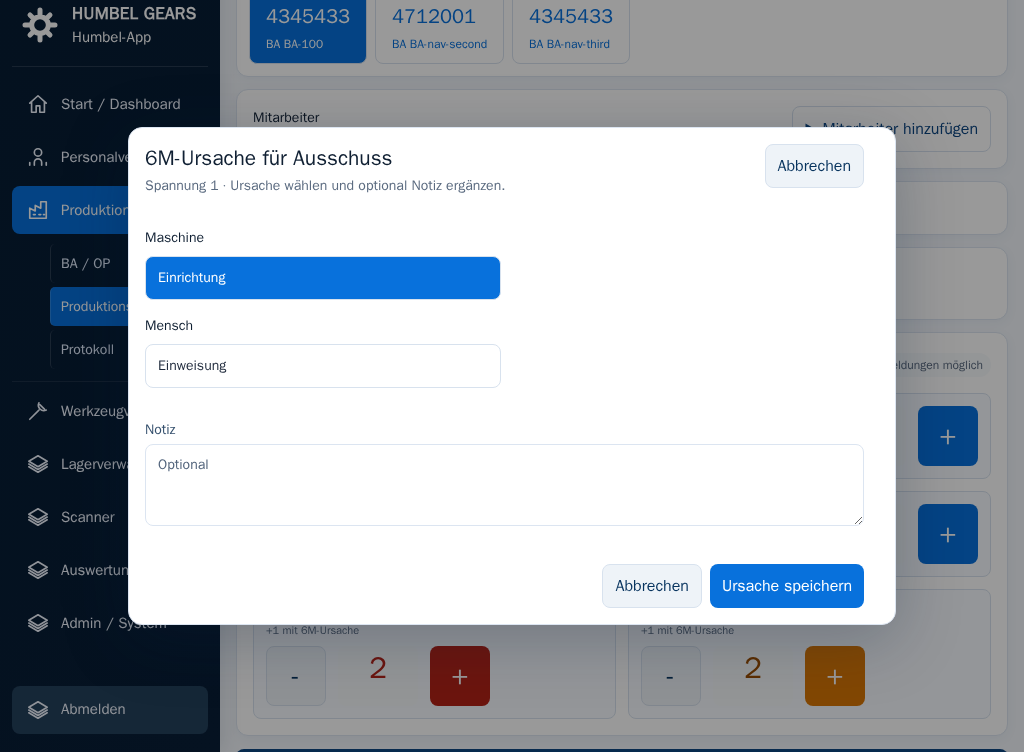 HUMBEL GEARS
Humbel-App
4345433
BA BA-100
4712001
BA BA-nav-second
4345433
BA BA-nav-third
Start / Dashboard
Mitarbeiter
hinzufügen
6M-Ursache für Ausschuss
Abbrechen
Spannung 1 · Ursache wählen und optional Notiz ergänzen.
BA / OP
Protokoll
Scanner
Admin / System
Abmelden
Maschine
Einrichtung
Mensch
Einweisung
möglich
+
+
Notiz
Optional
Abbrechen
Ursache speichern
+1 mit 6M-Ursache
- 2 +
+1 mit 6M-Ursache
- 2 +